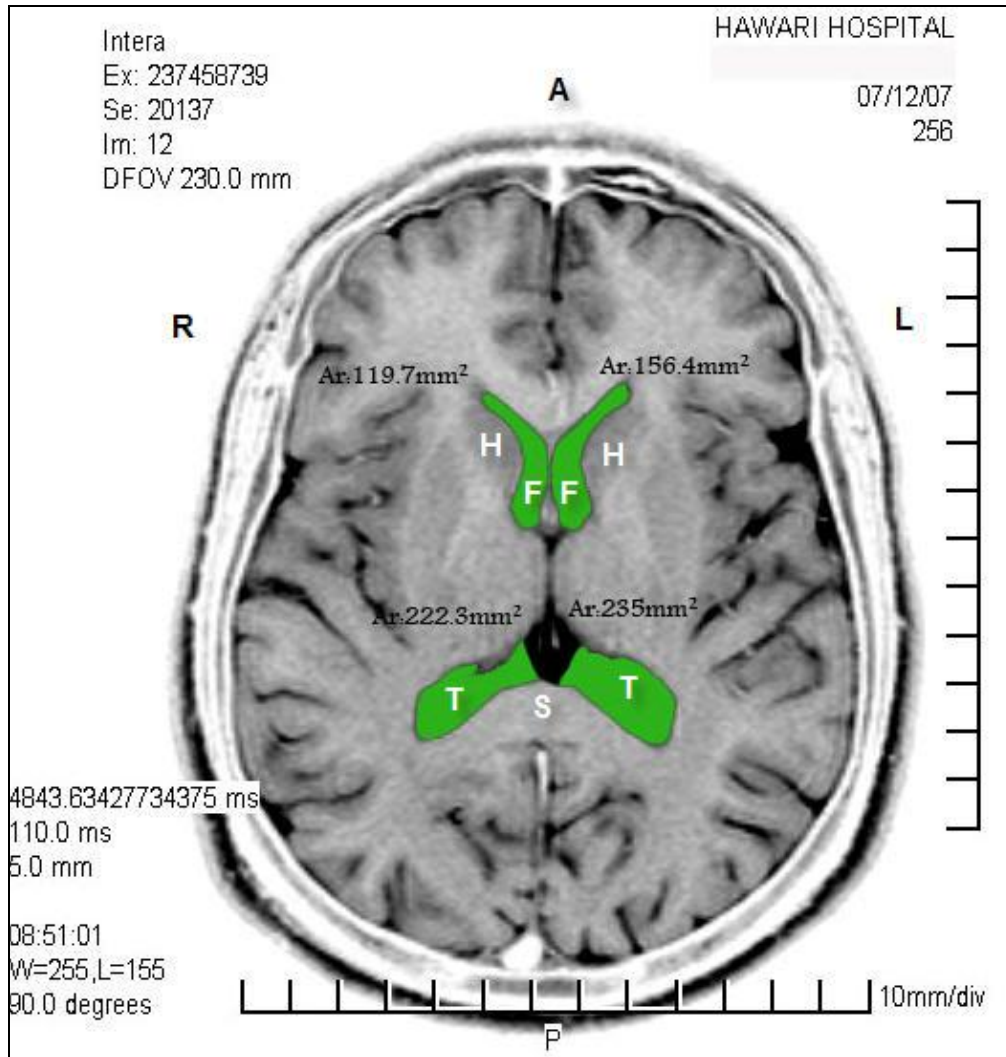 Intera
Ex: 237458739
Se: 20137
Im: 12
DFOV 230.0 mm
HAWARI HOSPITAL
07/12/07
256
A
R
L
Ar:119.7mm²
Ar:156.4mm²
H
H
F
F
Ar:222.3mm²
Ar:235mm²
T
T
S
4843.63427734375 ms
110.0 ms
5.0 mm
08:51:01
W=255,L=155
90.0 degrees
10mm/div
P